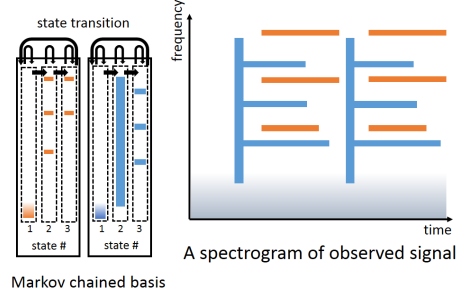 state transition
1 2 3
state #
1 2 3
state #
Markov chained basis
frequency
time
A spectrogram of observed signal